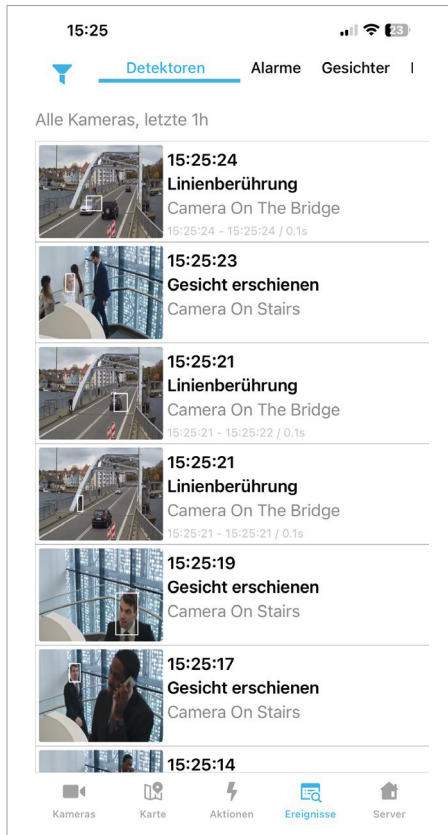 15:25
23
Detektoren Alarme Gesichter
Alle Kameras, letzte 1h
15:25:24
Linienberührung
Camera On The Bridge
15:25:24 - 15:25:24 / 0.1s
15:25:23
Gesicht erschienen
Camera On Stairs
15:25:21
Linienberührung
Camera On The Bridge
15:25:21 - 15:25:22 / 0.1s
15:25:21
Linienberührung
Camera On The Bridge
15:25:21 - 15:25:21 / 0.1s
15:25:19
Gesicht erschienen
Camera On Stairs
15:25:17
Gesicht erschienen
Camera On Stairs
15:25:14
Kameras Karte Aktionen Ereignisse Server